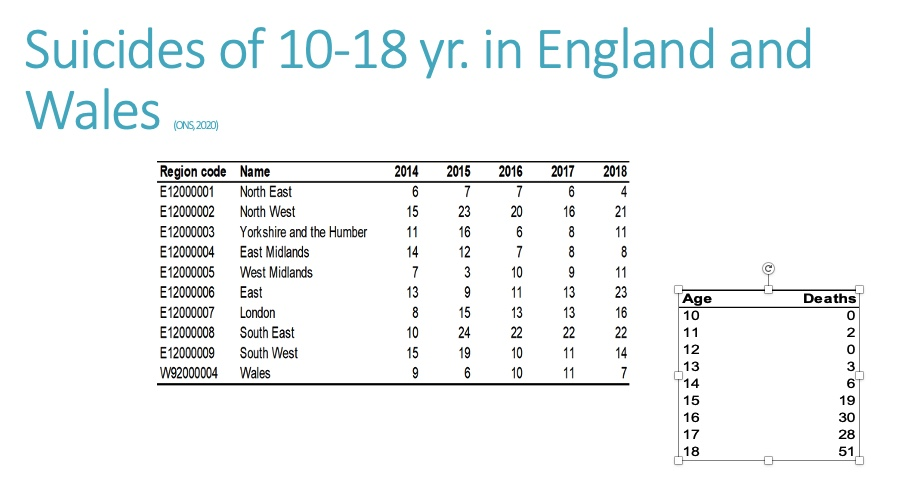 Suicides of 10-18 yr. in England and
Wales (ONS, 2020)
Region code Name 2014 2015 2016 2017 2018
E12000001 North East 6 7 7 6 4
E12000002 North West 15 23 20 16 21
E12000003 Yorkshire and the Humber 11 16 6 8 11
E12000004 East Midlands 14 12 7 8 8
E12000005 West Midlands 7 3 10 9 11
E12000006 East 13 9 11 13 23
E12000007 London 8 15 13 13 16
E12000008 South East 10 24 22 22 22
E12000009 South West 15 19 10 11 14
W92000004 Wales 9 6 10 11 7
Age Deaths
10 0
11 2
12 0
13 3
14 6
15 19
16 30
17 28
18 51